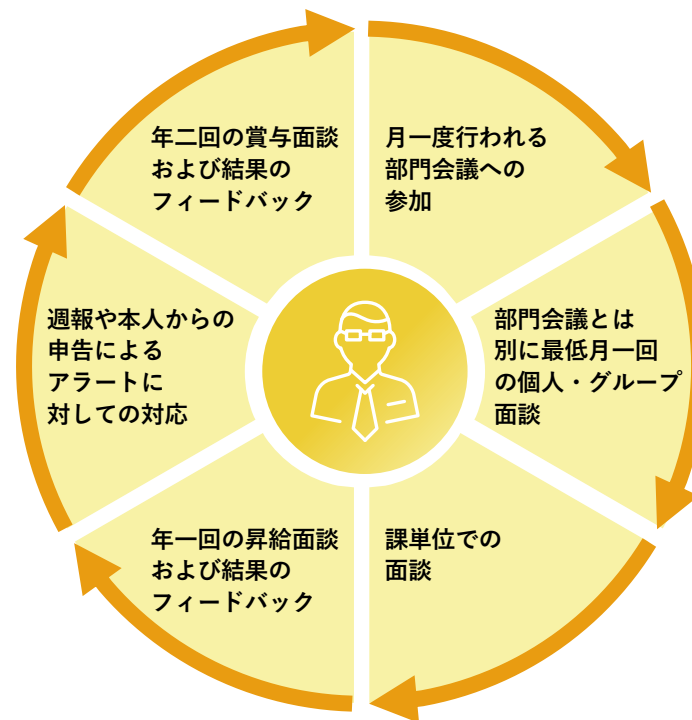 月一度行われる
部門会議への
参加
部門会議とは
別に最低月一回
の個人・グループ
面談
課単位での
面談
年一回の昇給面談
および結果の
フィードバック
週報や本人からの
申告による
アラートに
対しての対応
年二回の賞与面談
および結果の
フィードバック